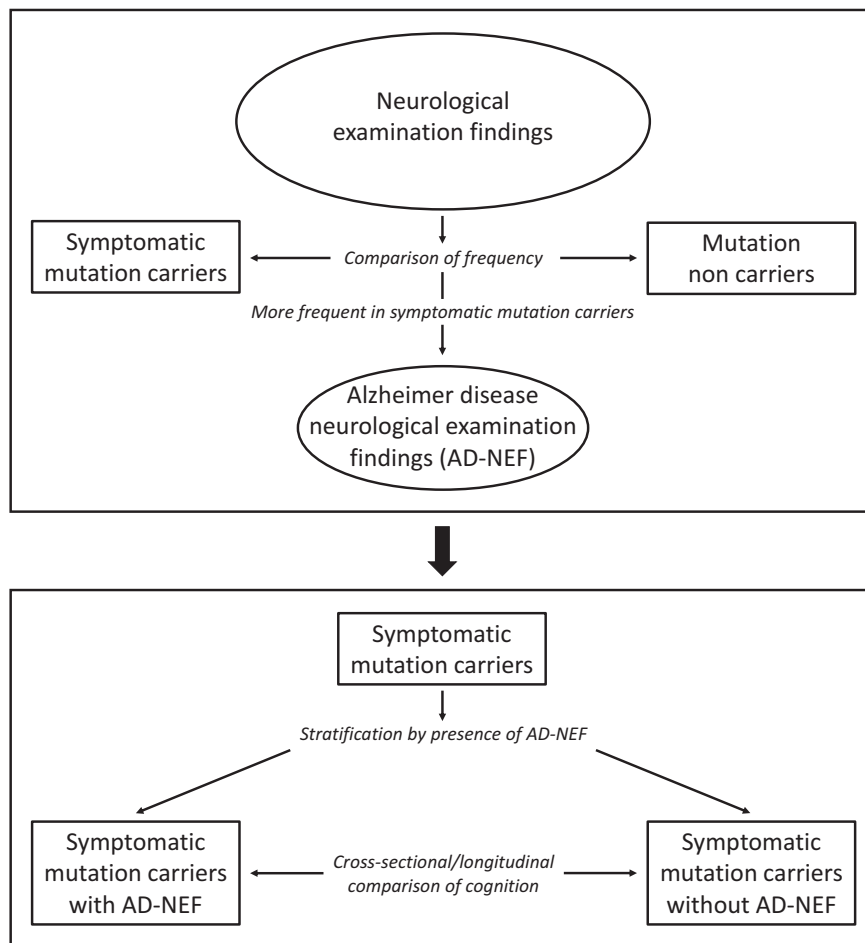 Neurological
examination findings
Symptomatic
mutation carriers
Comparison of frequency
Mutation
non carriers
More frequent in symptomatic mutation carriers
Alzheimer disease
neurological examination
findings (AD-NEF)
Symptomatic
mutation carriers
Stratification by presence of AD-NEF
Symptomatic
mutation carriers
with AD-NEF
Cross-sectional/longitudinal
comparison of cognition
Symptomatic
mutation carriers
without AD-NEF